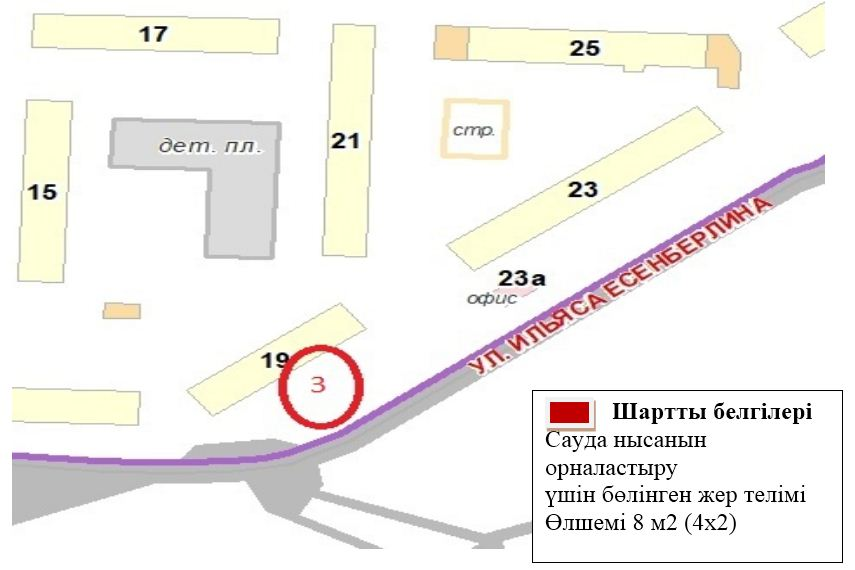 17
25
21
дет. пл.
стр.
15
23
23а
офис
УЛ. ИЛЬЯСА ЕСЕНБЕРЛИНА
19
3
Шартты белгілері
Сауда нысанын
орналастыру
үшін бөлінген жер телімі
Өлшемі 8 м2 (4х2)